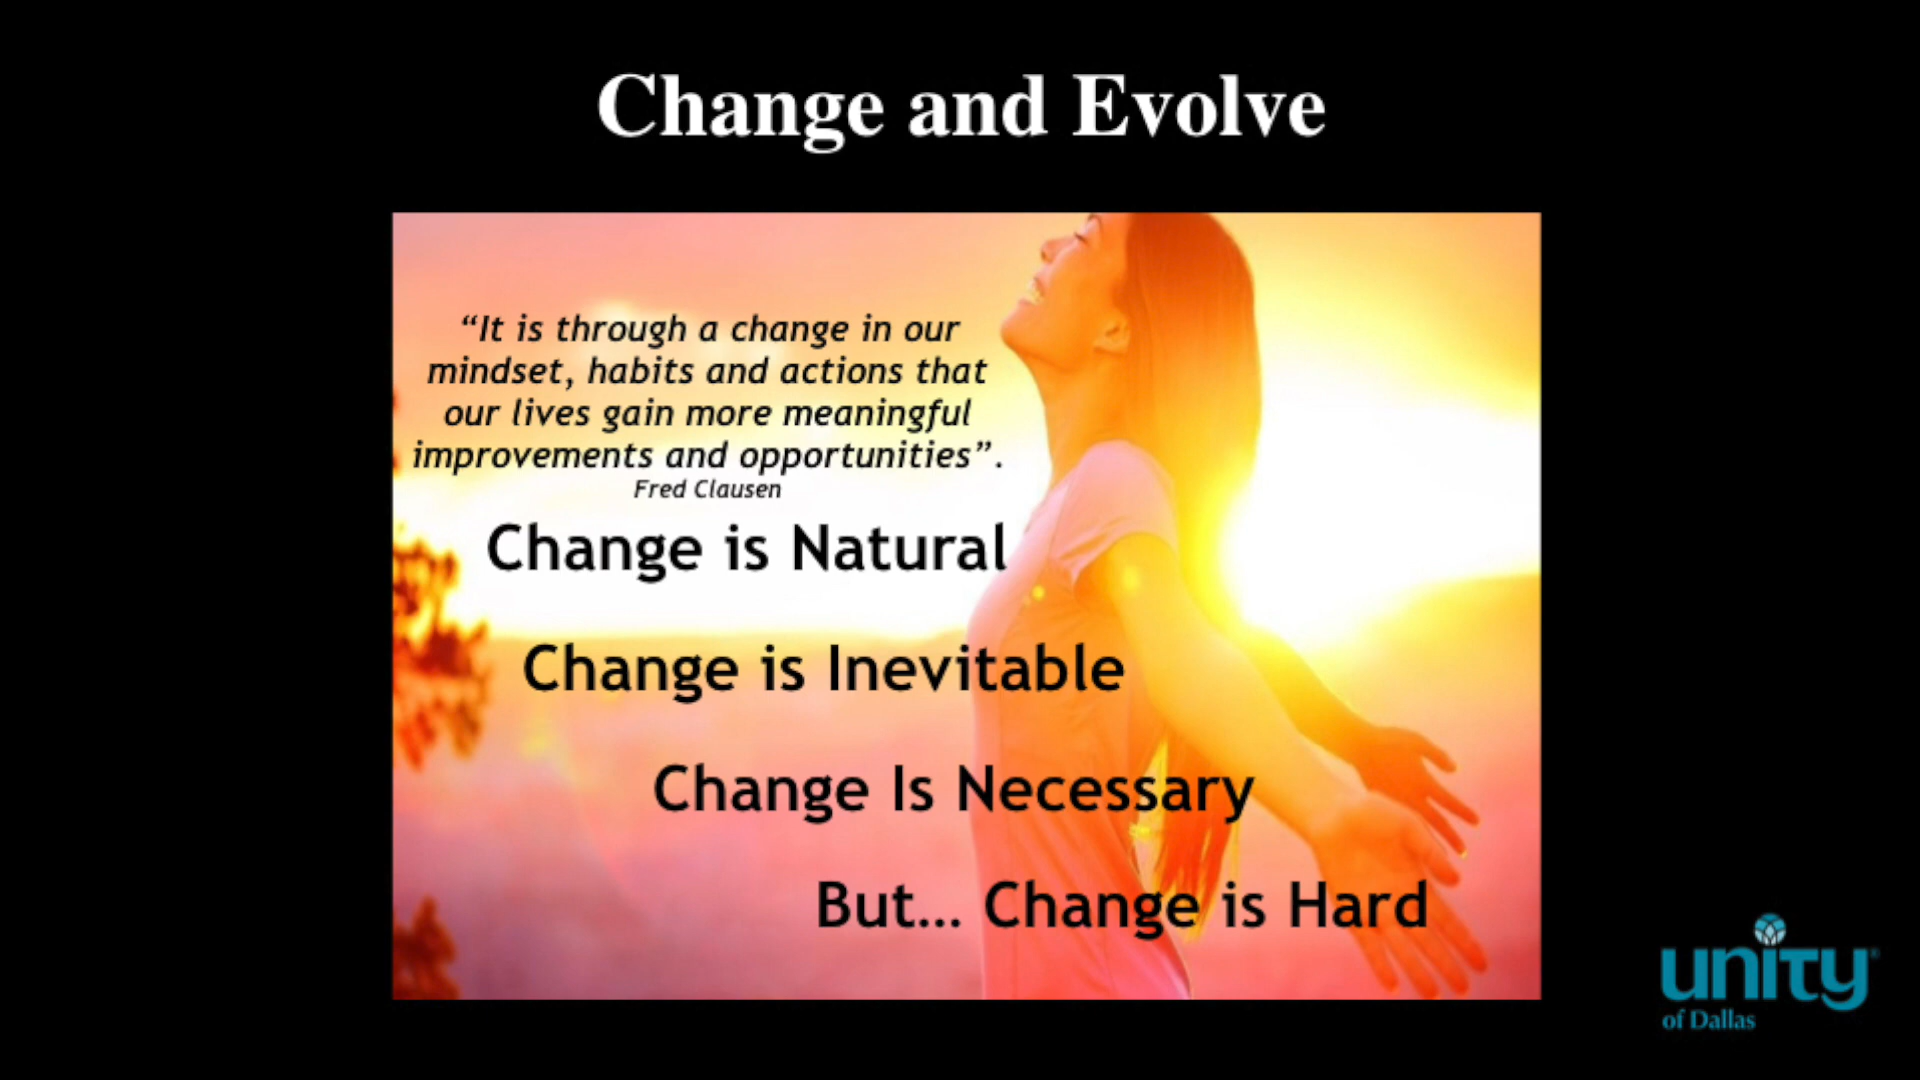 Change and Evolve
“It is through a change in our
mindset, habits and actions that
our lives gain more meaningful
improvements and opportunities”.
Fred Clausen
Change is Natural
Change is Inevitable
Change Is Necessary
But... Change is Hard
unity®
of Dallas